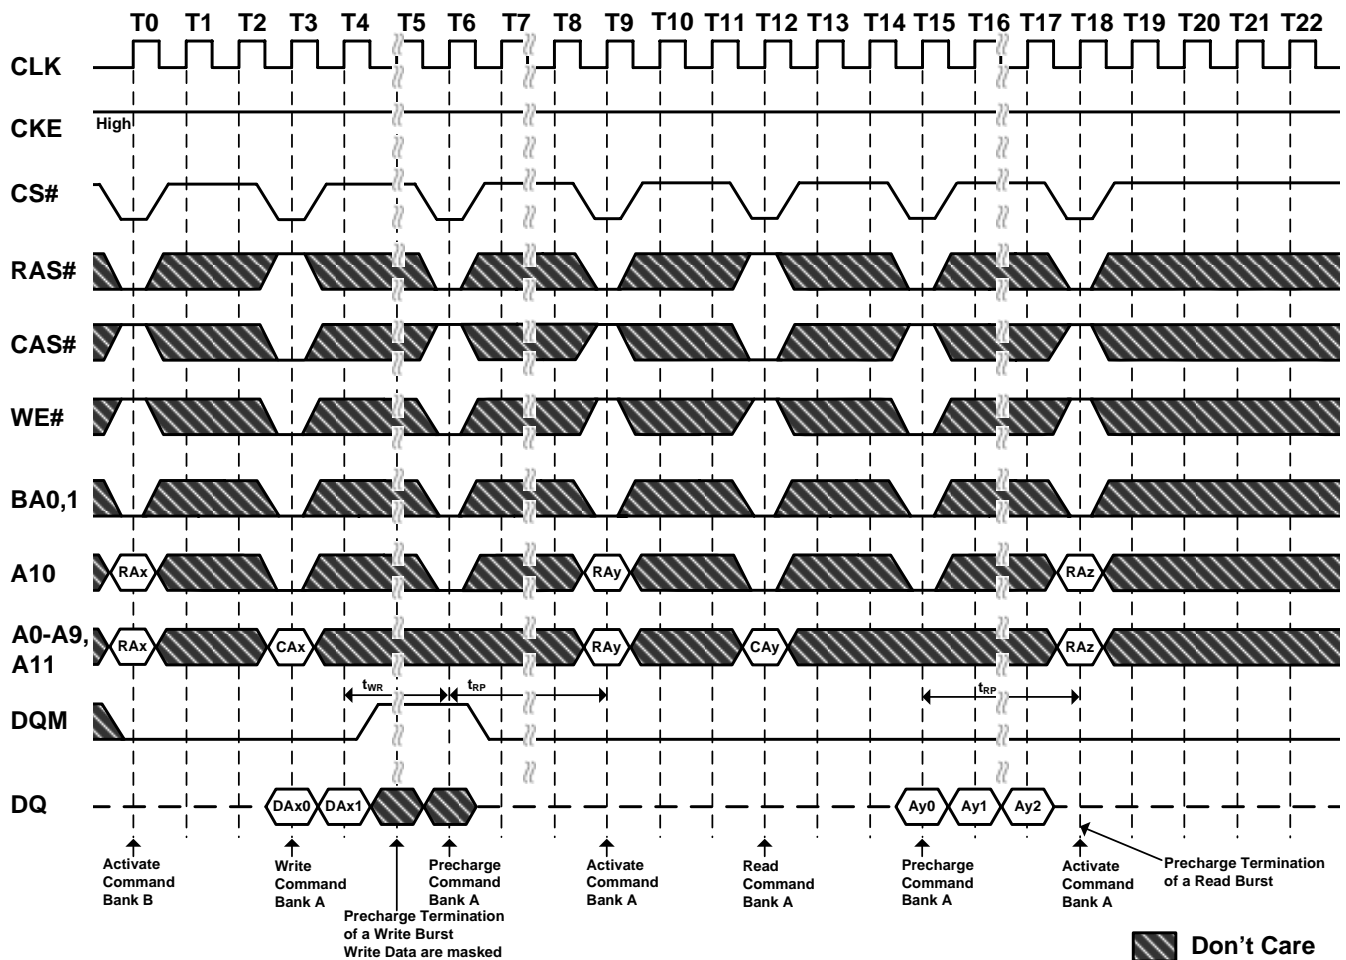 T0 T1 T2 T3 T4 T5 T6 T7 T8 T9 T10 T11 T12 T13 T14 T15 T16 T17 T18 T19 T20 T21 T22
CLK
CKE
High
CS#
RAS#
CAS#
WE#
BA0,1
A10
RAx RAy RAz
A0-A9,
A11
RAx CAx RAy CAy RAz
tWR tRP tRP
DQM
DQ
DAx0 DAx1 Ay0 Ay1 Ay2
Activate
Command
Bank B
Write
Command
Bank A
Precharge Termination
of a Write Burst
Write Data are masked
Precharge
Command
Bank A
Activate
Command
Bank A
Read
Command
Bank A
Precharge
Command
Bank A
Activate
Command
Bank A
Precharge Termination
of a Read Burst
Don't Care